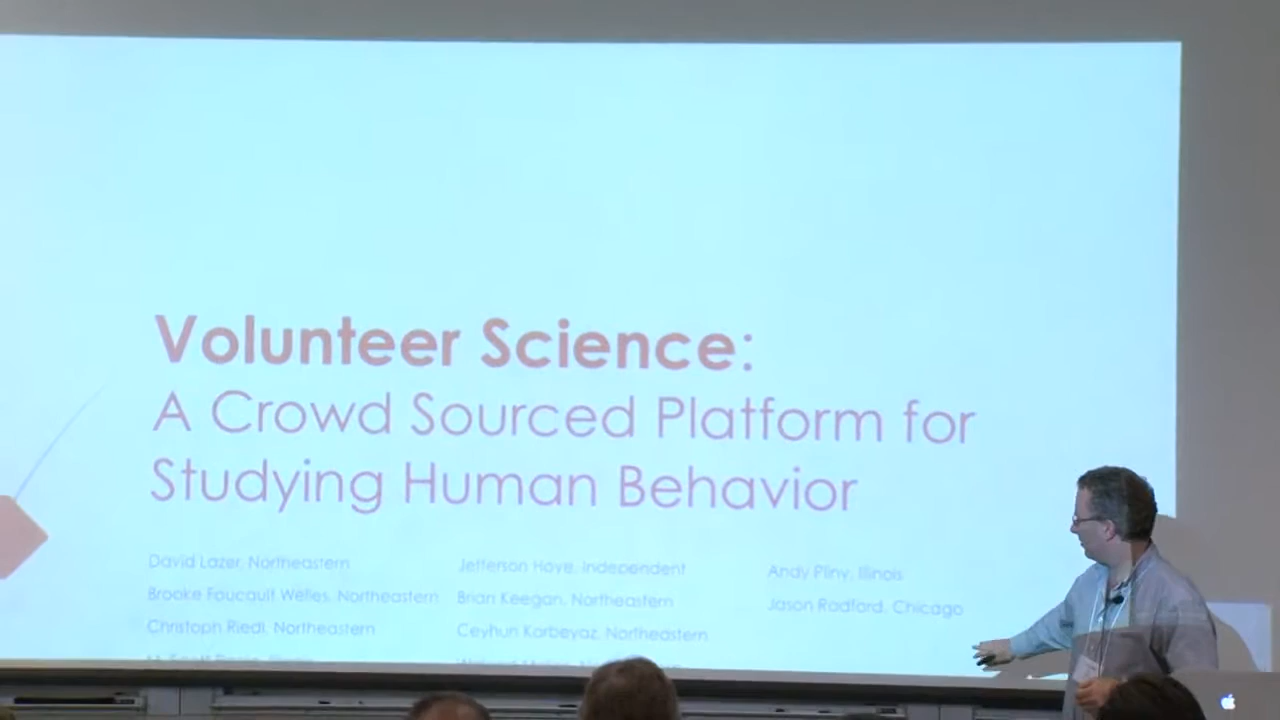 Volunteer Science:
A Crowd Sourced Platform for
Studying Human Behavior
David Lazer, Northeastern
Brooke Foucault Welles, Northeastern
Christoph Riedl, Northeastern
Jefferson Hoye, Independent
Brian Keegan, Northeastern
Ceyhun Karbeyaz, Northeastern
Andy Pliny, Illinois
Jason Radford, Chicago